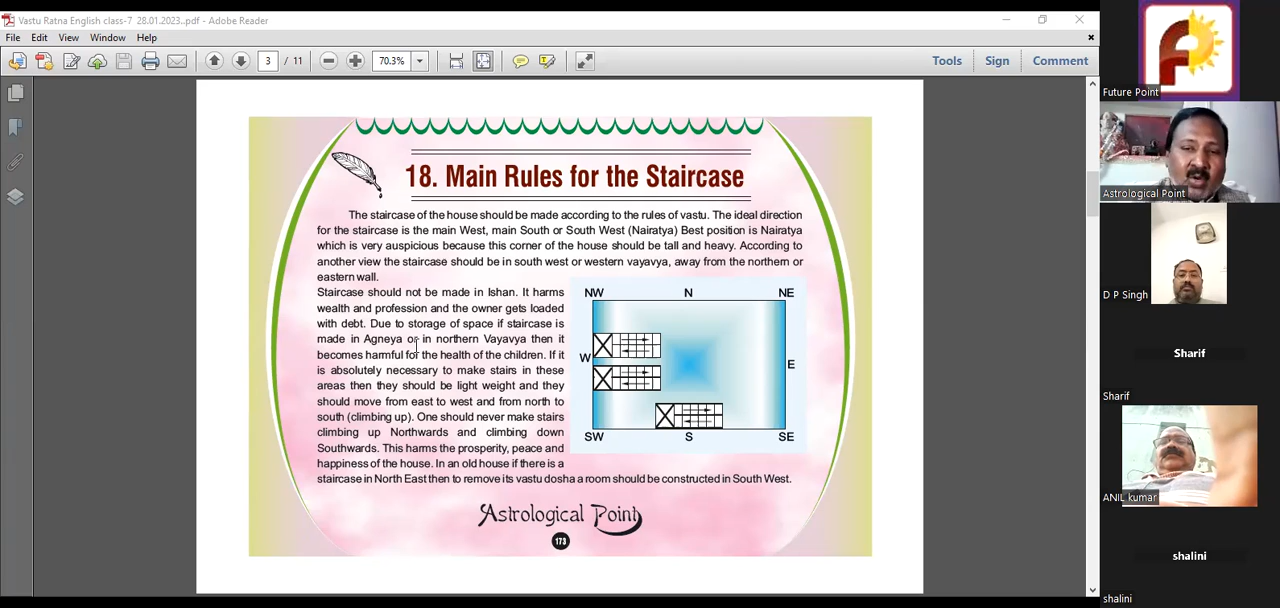 Vastu Ratna English class-7 28.01.2023..pdf - Adobe Reader
File Edit View Window Help
3 / 11
70.3%
Tools Sign Comment
18. Main Rules for the Staircase
The staircase of the house should be made according to the rules of vastu. The ideal direction
for the staircase is the main West, main South or South West (Nairatya) Best position is Nairatya
which is very auspicious because this corner of the house should be tall and heavy. According to
another view the staircase should be in south west or western vayavya, away from the northern or
eastern wall.
Staircase should not be made in Ishan. It harms
wealth and profession and the owner gets loaded
with debt. Due to storage of space if staircase is
made in Agneya or in northern Vayavya then it
becomes harmful for the health of the children. If it
is absolutely necessary to make stairs in these
areas then they should be light weight and they
should move from east to west and from north to
south (climbing up). One should never make stairs
climbing up Northwards and climbing down
Southwards. This harms the prosperity, peace and
happiness of the house. In an old house if there is a
staircase in North East then to remove its vastu dosha a room should be constructed in South West.
NW N NE
W E
SW S SE
Astrological Point
173
Future Point
Astrological Point
D P Singh
Sharif
Sharif
ANIL kumar
shalini
shalini